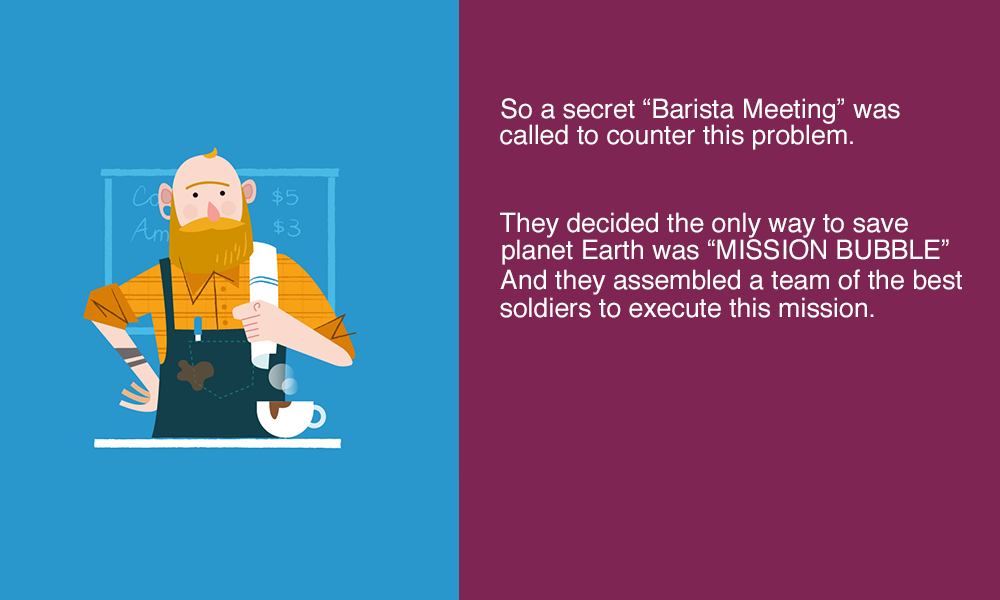 So a secret “Barista Meeting” was
called to counter this problem.
They decided the only way to save
planet Earth was “MISSION BUBBLE”
And they assembled a team of the best
soldiers to execute this mission.
Co
$5
Am
$3